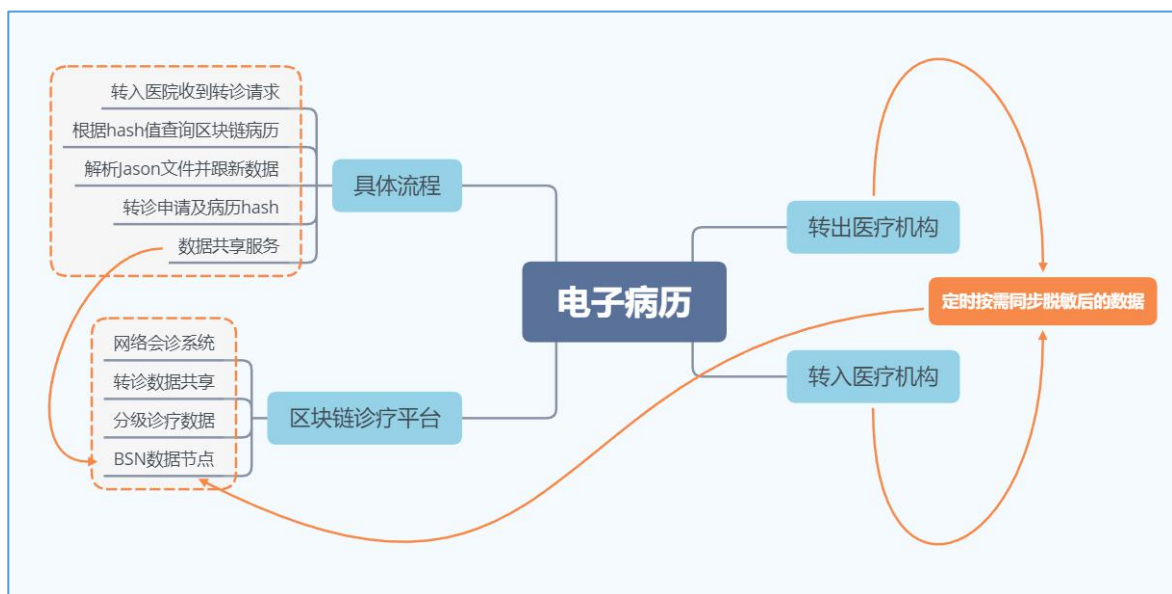 转入医院收到转诊请求
根据hash值查询区块链病历
解析Jason文件并跟新数据
转诊申请及病历hash
数据共享服务
具体流程
网络会诊系统
转诊数据共享
分级诊疗数据
BSN数据节点
区块链诊疗平台
电子病历
转出医疗机构
定时按需同步脱敏后的数据
转入医疗机构